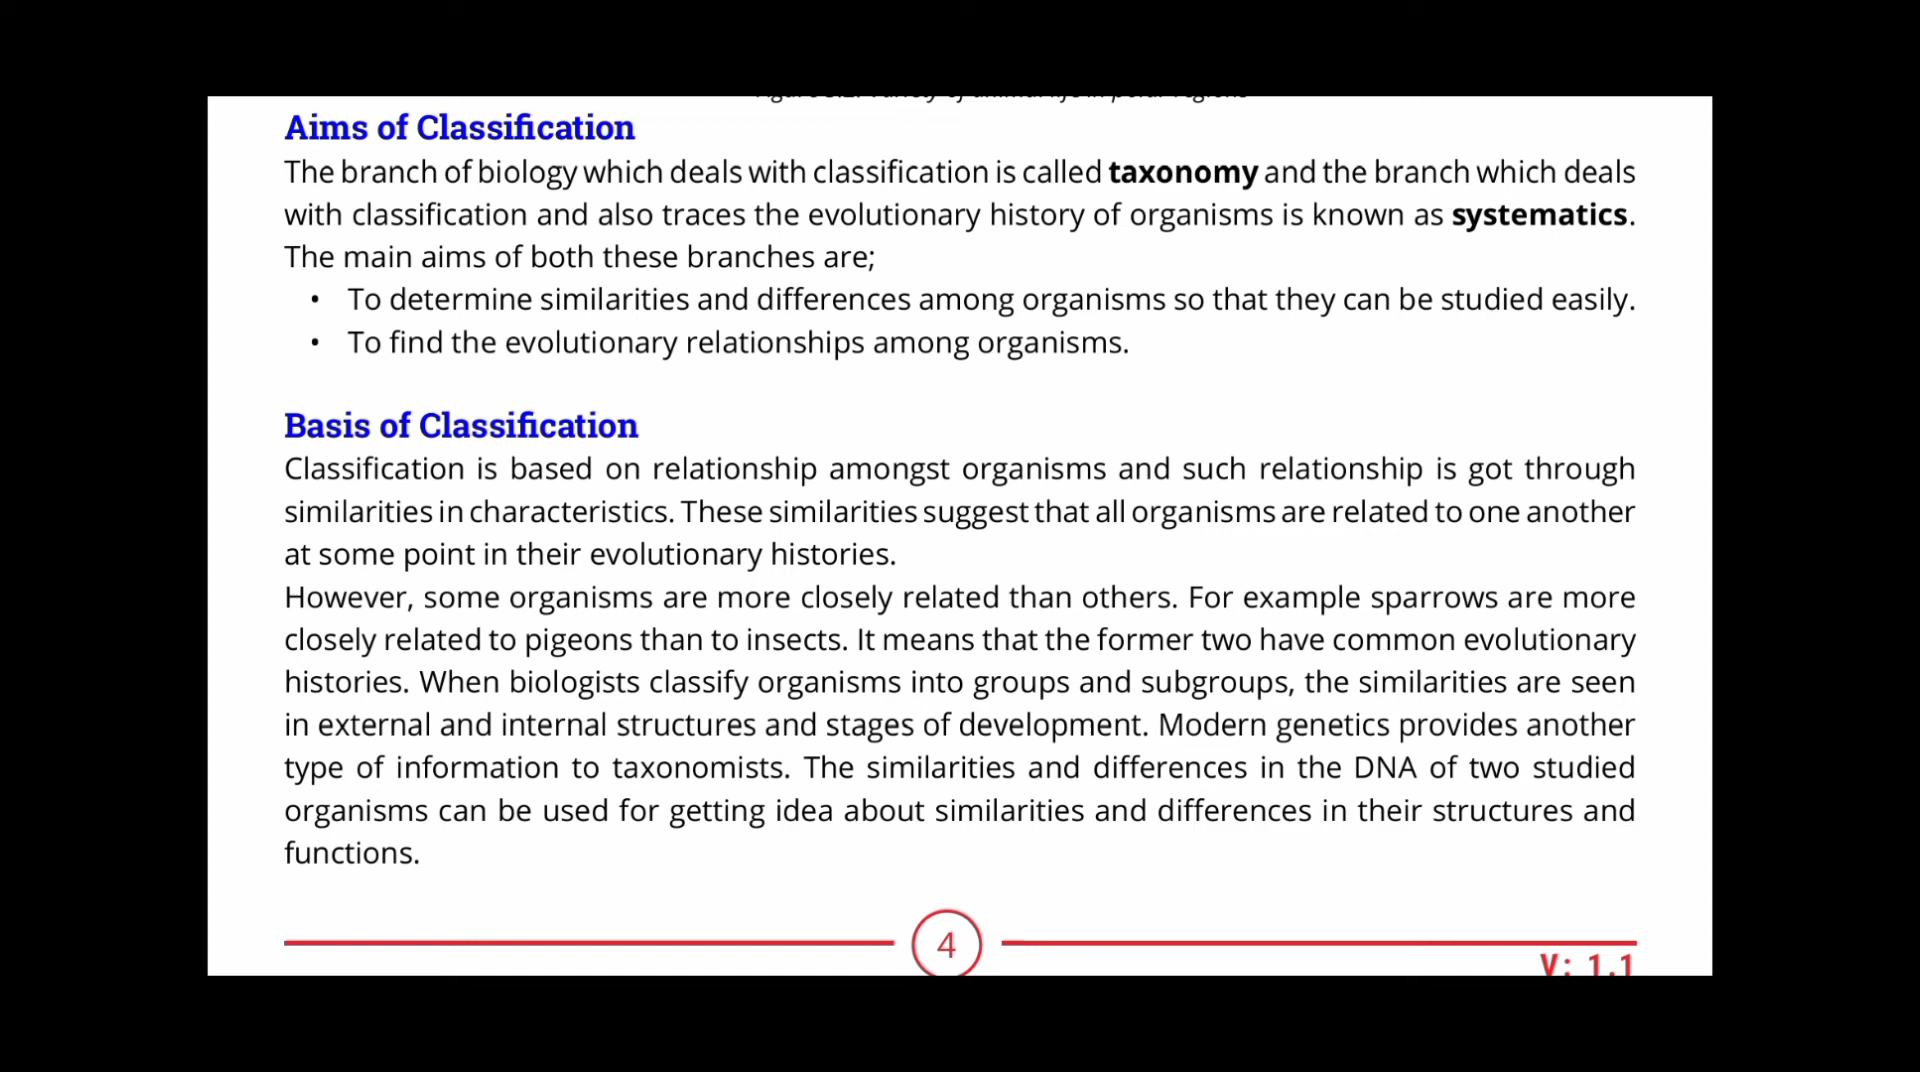 Aims of Classification
The branch of biology which deals with classification is called taxonomy and the branch which deals
with classification and also traces the evolutionary history of organisms is known as systematics.
The main aims of both these branches are;
• To determine similarities and differences among organisms so that they can be studied easily.
• To find the evolutionary relationships among organisms.
Basis of Classification
Classification is based on relationship amongst organisms and such relationship is got through
similarities in characteristics. These similarities suggest that all organisms are related to one another
at some point in their evolutionary histories.
However, some organisms are more closely related than others. For example sparrows are more
closely related to pigeons than to insects. It means that the former two have common evolutionary
histories. When biologists classify organisms into groups and subgroups, the similarities are seen
in external and internal structures and stages of development. Modern genetics provides another
type of information to taxonomists. The similarities and differences in the DNA of two studied
organisms can be used for getting idea about similarities and differences in their structures and
functions.
4
V: 1.1